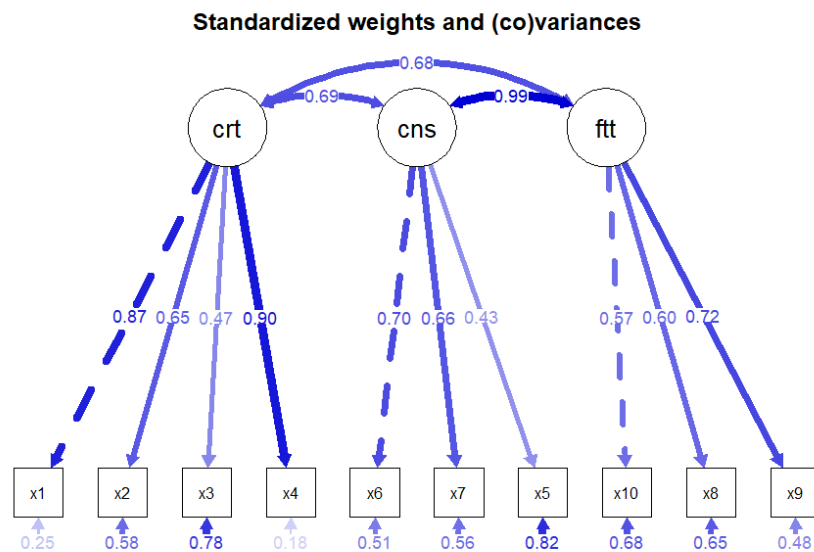 Standardized weights and (co)variances
0.68
0.69 0.99
crt cns ftt
0.87 0.65 0.47 0.90 0.70 0.66 0.43 0.57 0.60 0.72
x1 x2 x3 x4 x6 x7 x5 x10 x8 x9
0.25 0.58 0.78 0.18 0.51 0.56 0.82 0.68 0.65 0.48